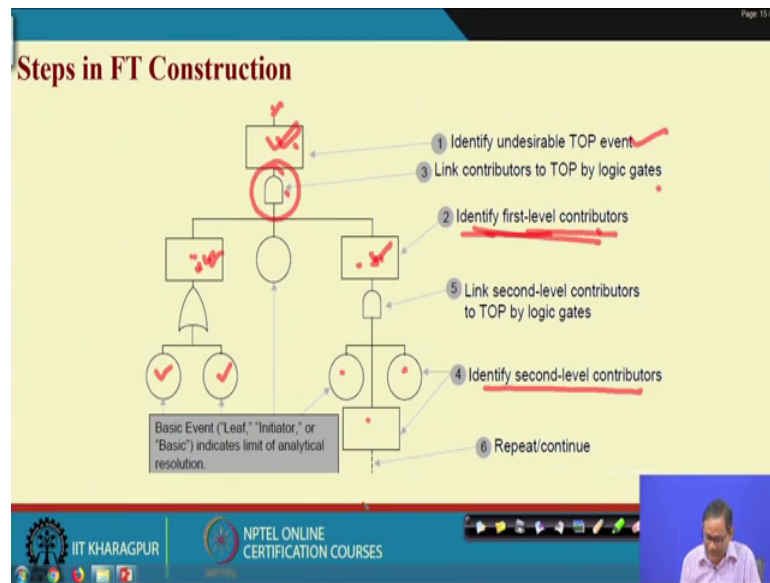 Page: 15 /
Steps in FT Construction
1 Identify undesirable TOP event
3 Link contributors to TOP by logic gates
2 Identify first-level contributors
5 Link second-level contributors
to TOP by logic gates
4 Identify second-level contributors
Basic Event ("Leaf," "Initiator," or
"Basic") indicates limit of analytical
resolution.
6 Repeat/continue
IIT KHARAGPUR
NPTEL ONLINE
CERTIFICATION COURSES